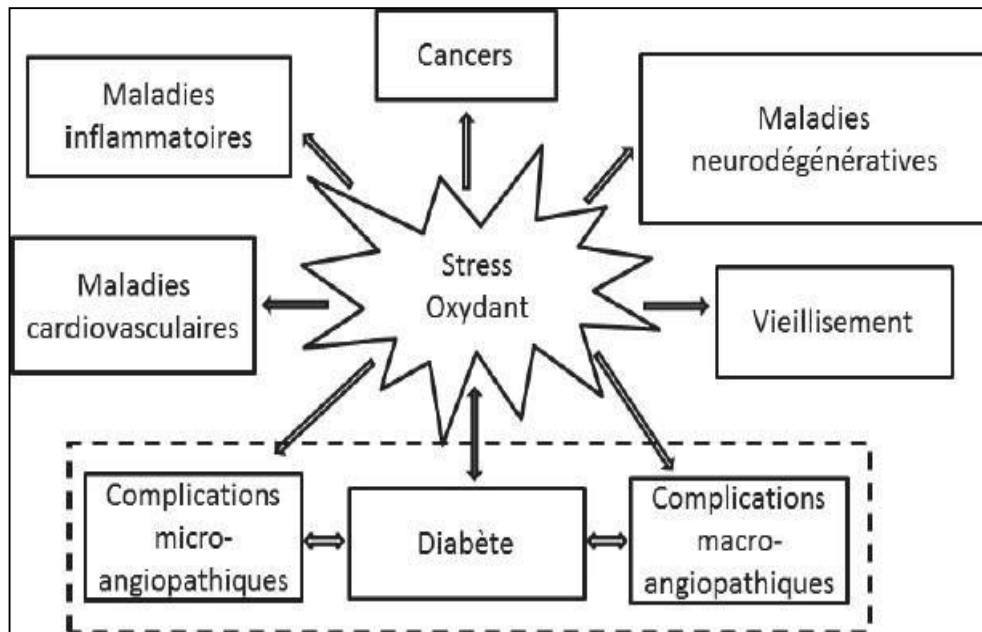 Cancers
Maladies
inflammatoires
Maladies
neurodégénératives
Stress
Oxydant
Maladies
cardiovasculaires
Vieillisement
Complications
micro-
angiopathiques
Diabète
Complications
macro-
angiopathiques